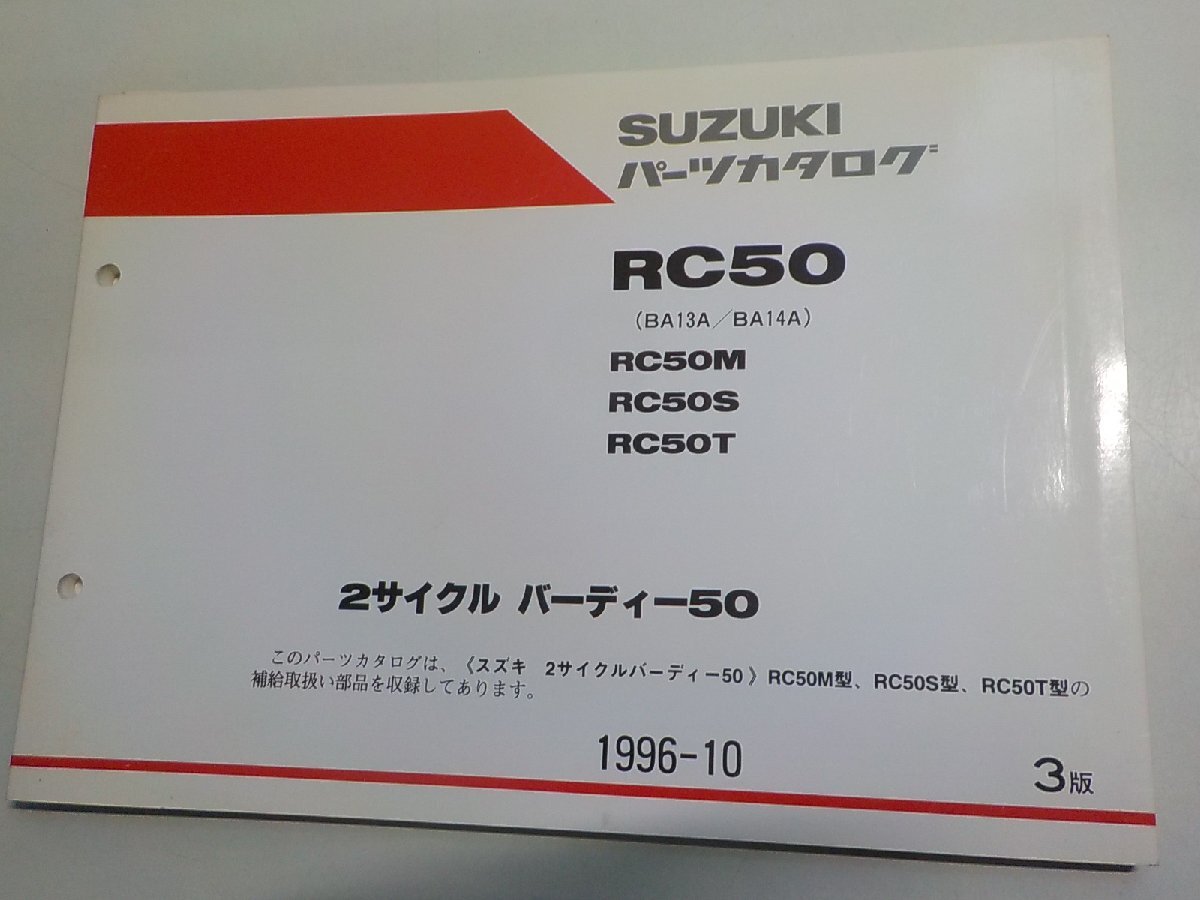 SUZUKI
パーツカタログ
RC50
(BA13A/BA14A)
RC50M
RC50S
RC50T
2サイクル バーディー50
このパーツカタログは、《スズキ 2サイクルバーディー50》RC50M型、RC50S型、RC50T型の
補給取扱い部品を収録してあります。
1996-10
3版